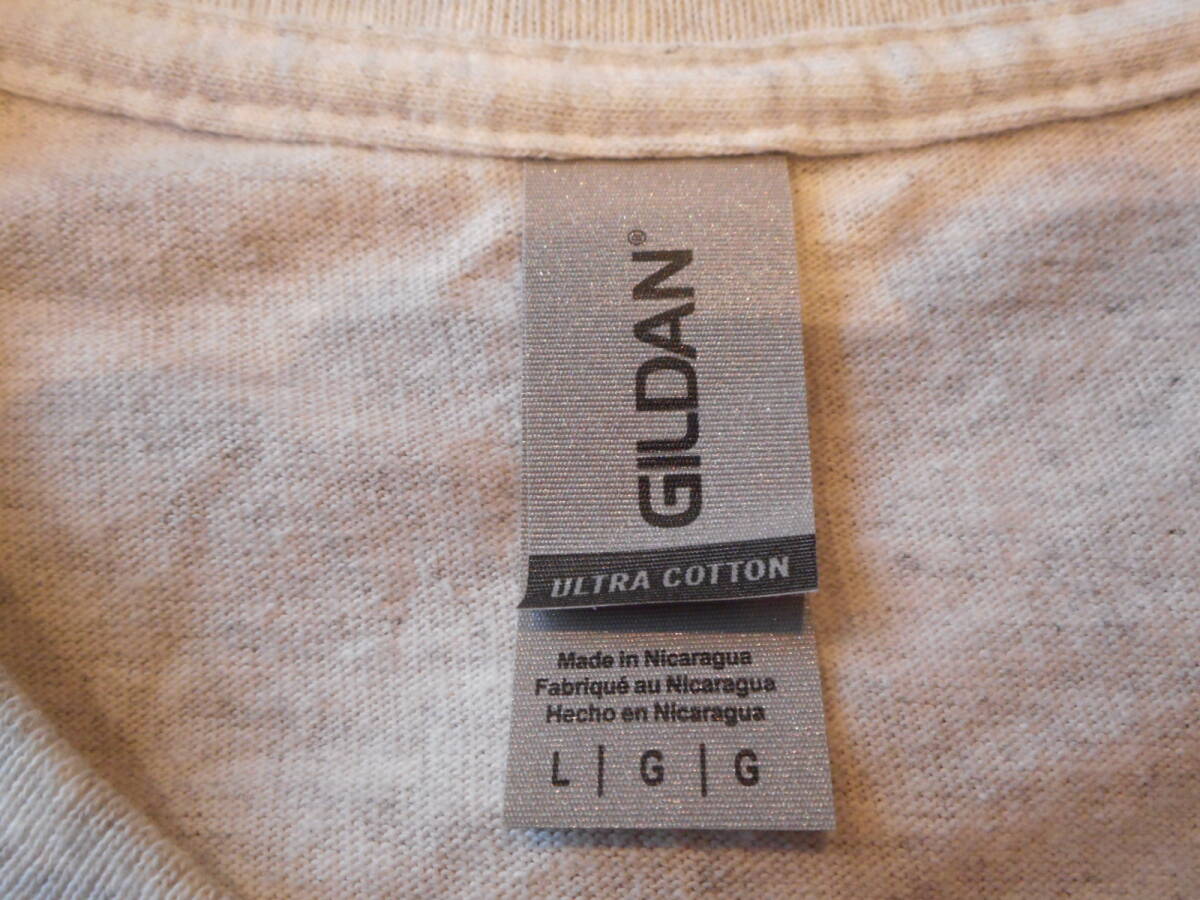 GILDAN®
ULTRA COTTON
Made in Nicaragua
Fabriqué au Nicaragua
Hecho en Nicaragua
L | G | G